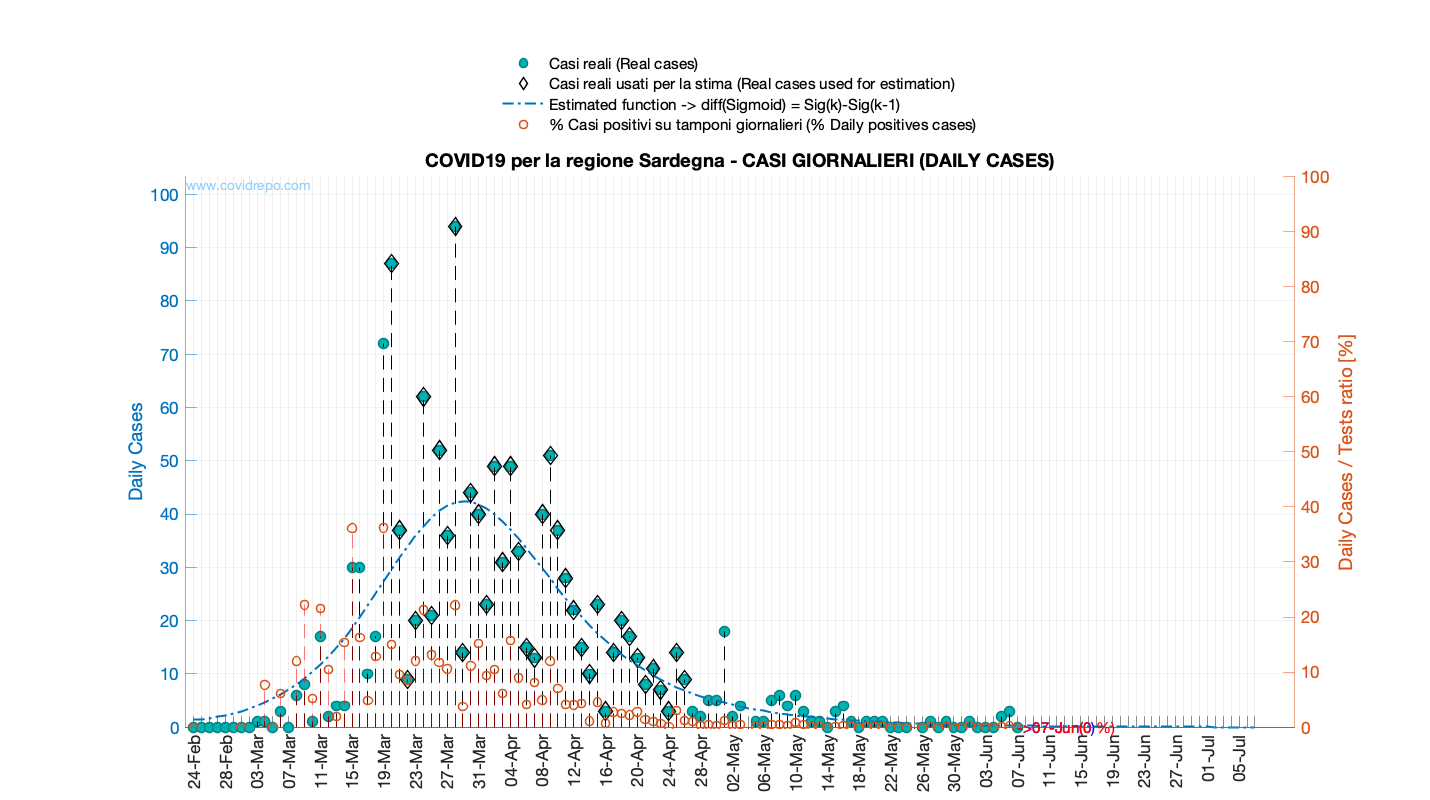 Casi reali (Real cases)
Casi reali usati per la stima (Real cases used for estimation)
Estimated function -> diff(Sigmoid) = Sig(k)-Sig(k-1)
% Casi positivi su tamponi giornalieri (% Daily positives cases)
COVID19 per la regione Sardegna - CASI GIORNALIERI (DAILY CASES)
www.covidrepo.com
100
90
80
70
60
50
40
30
20
10
0
Daily Cases
100
90
80
70
60
50
40
30
20
10
0
Daily Cases / Tests ratio [%]
24-Feb
28-Feb
03-Mar
07-Mar
11-Mar
15-Mar
19-Mar
23-Mar
27-Mar
31-Mar
04-Apr
08-Apr
12-Apr
16-Apr
20-Apr
24-Apr
28-Apr
02-May
06-May
10-May
14-May
18-May
22-May
26-May
30-May
03-Jun
07-Jun
11-Jun
15-Jun
19-Jun
23-Jun
27-Jun
01-Jul
05-Jul